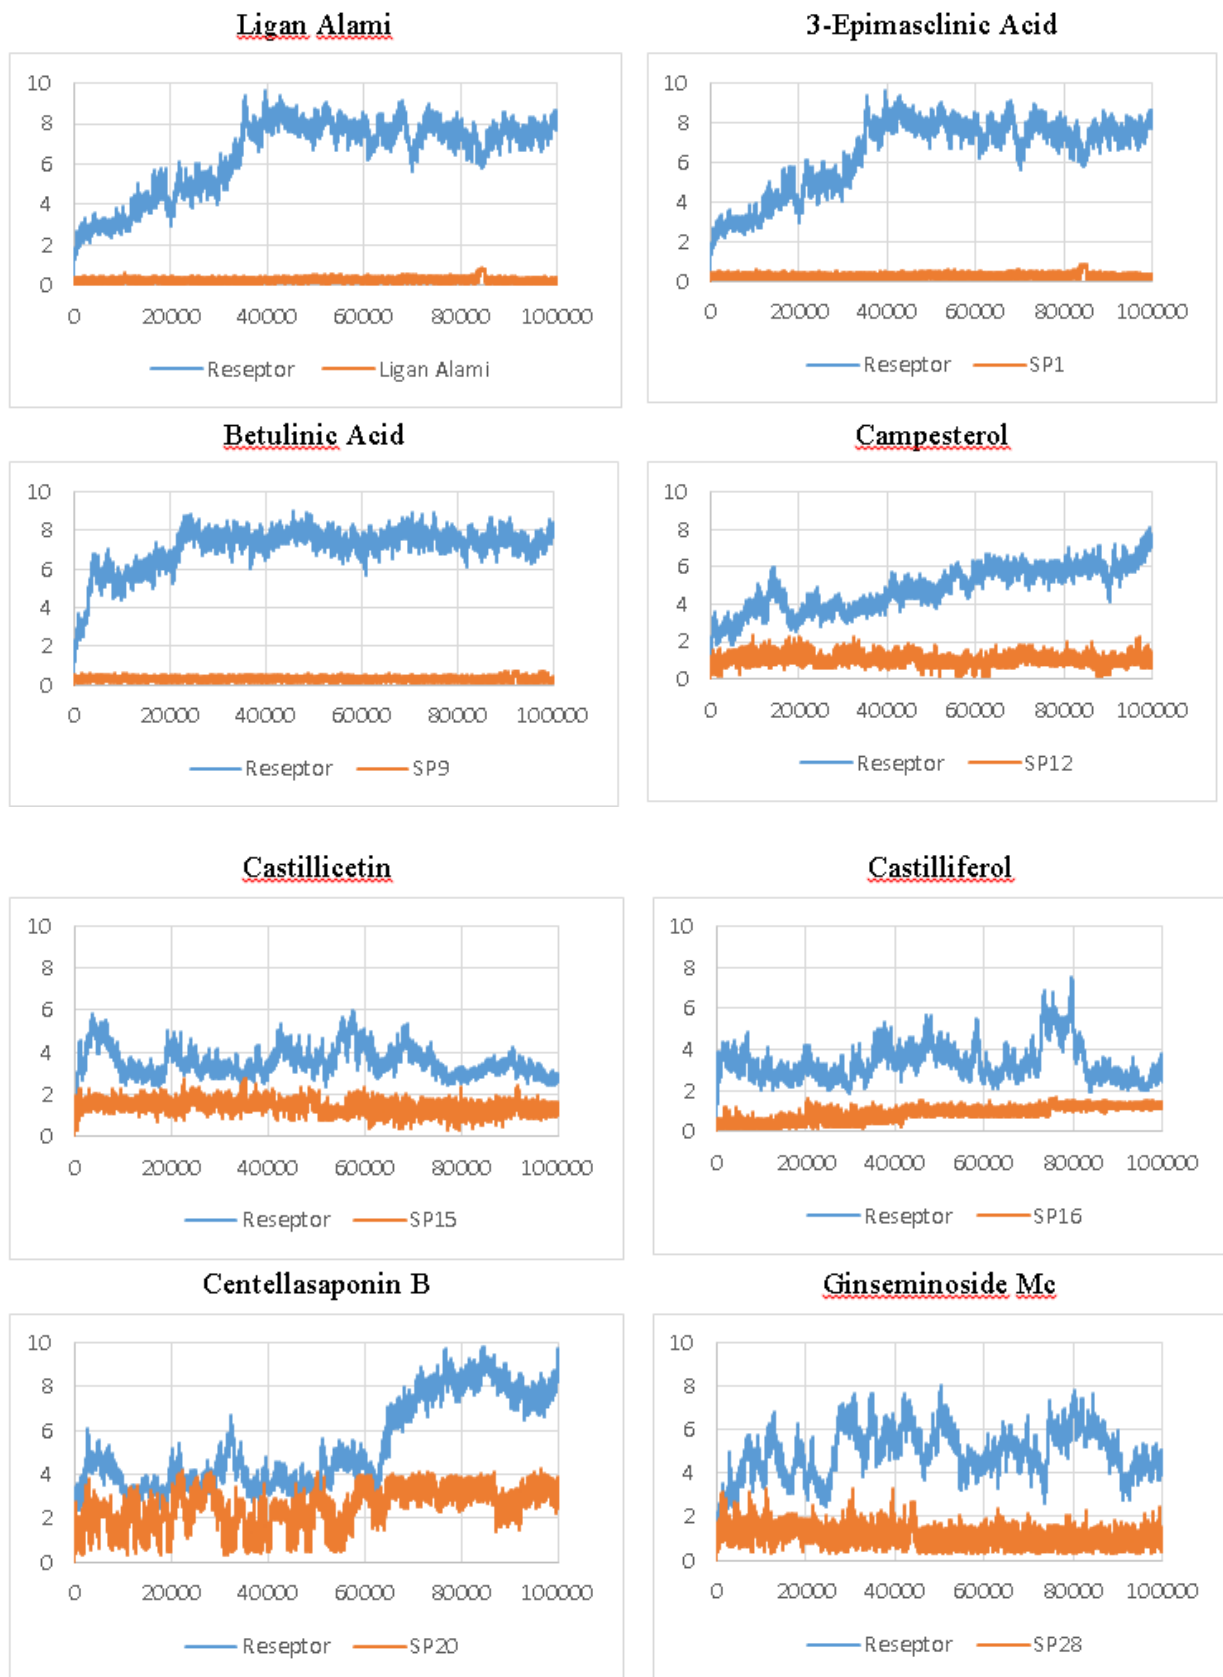 Ligan Alami
10
8
6
4
2
0
0 20000 40000 60000 80000 100000
Reseptor Ligan Alami
3-Epimasclinic Acid
10
8
6
4
2
0
0 20000 40000 60000 80000 100000
Reseptor SP1
Betulinic Acid
10
8
6
4
2
0
0 20000 40000 60000 80000 100000
Reseptor SP9
Campesterol
10
8
6
4
2
0
0 20000 40000 60000 80000 100000
Reseptor SP12
Castillicetin
10
8
6
4
2
0
0 20000 40000 60000 80000 100000
Reseptor SP15
Castilliferol
10
8
6
4
2
0
0 20000 40000 60000 80000 100000
Reseptor SP16
Centellasaponin B
10
8
6
4
2
0
0 20000 40000 60000 80000 100000
Reseptor SP20
Ginseminoside Mc
10
8
6
4
2
0
0 20000 40000 60000 80000 100000
Reseptor SP28